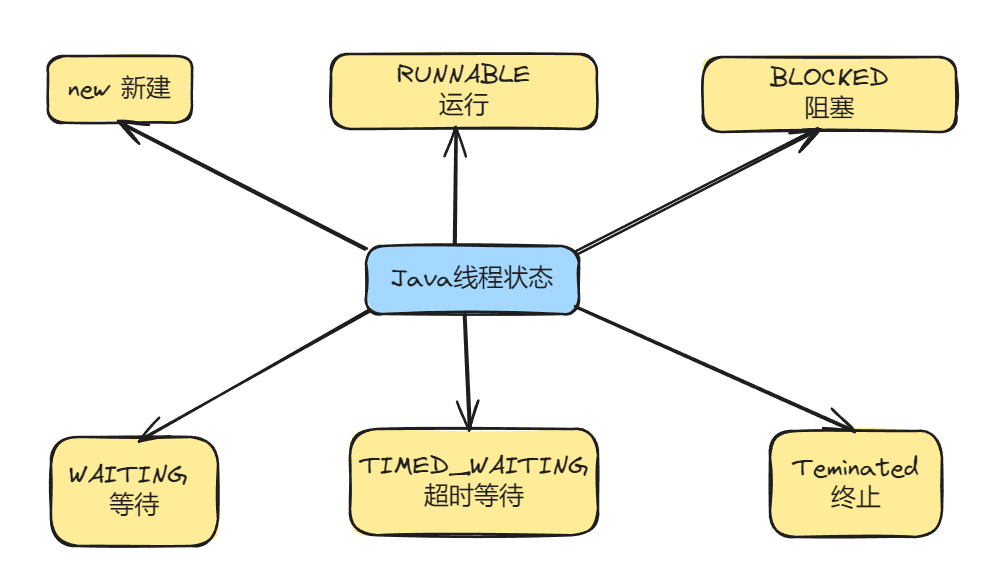 new 新建
RUNNABLE
运行
BLOCKED
阻塞
Java线程状态
WAITING
等待
TIMED_WAITING
超时等待
Teminated
终止